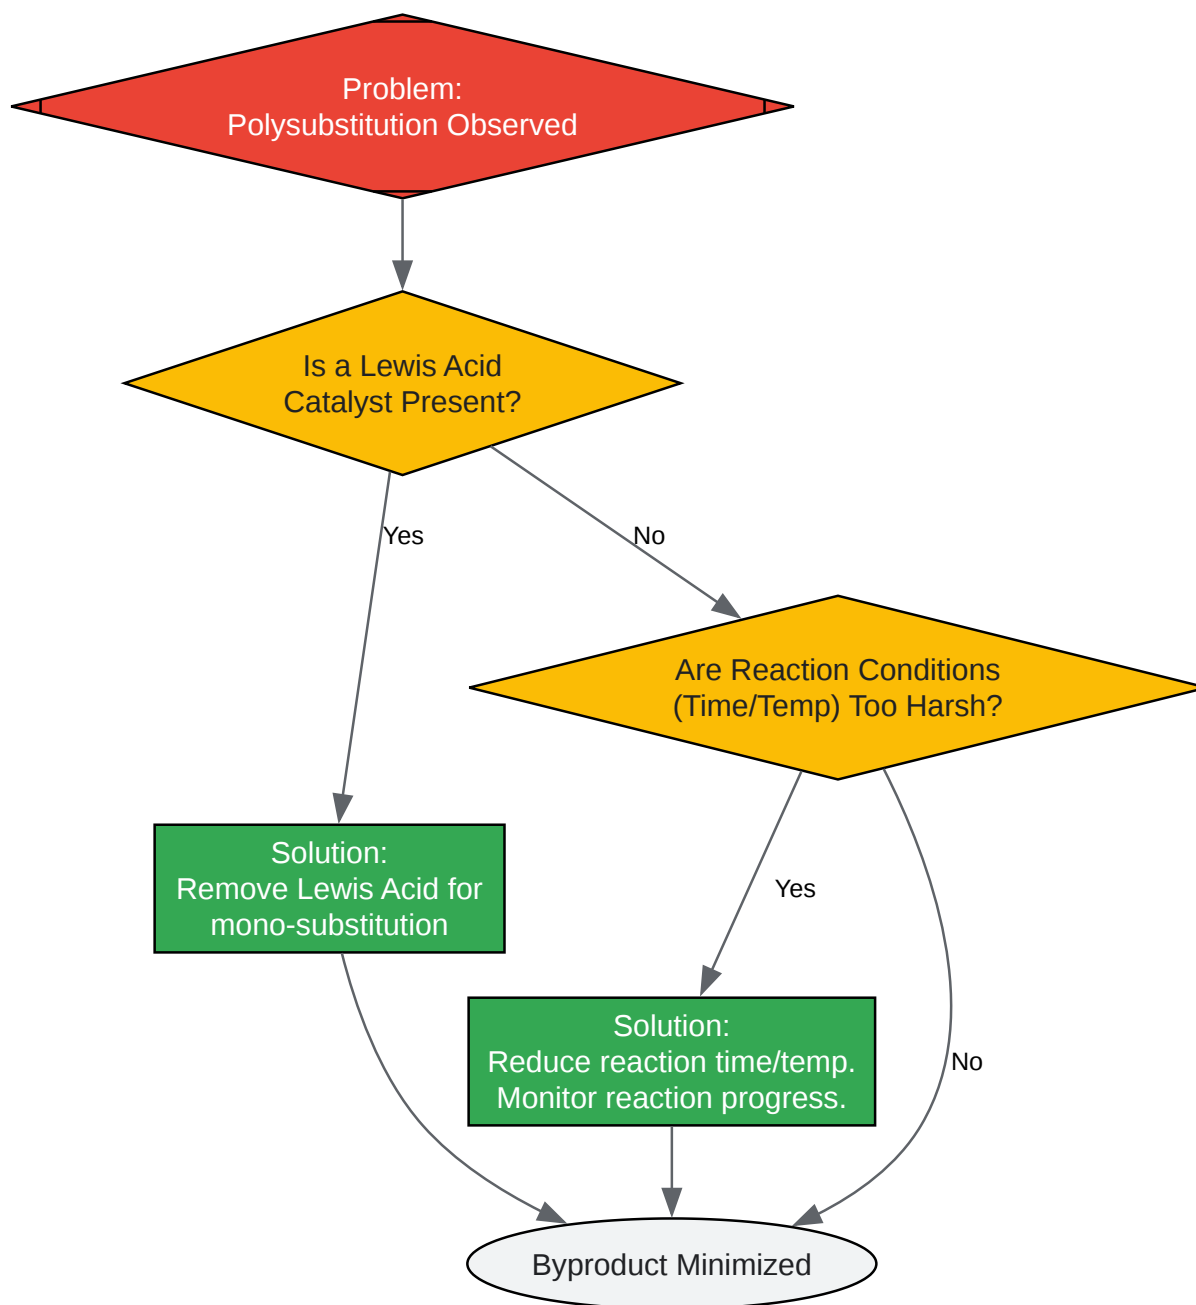 Problem:
Polysubstitution Observed
Is a Lewis Acid
Catalyst Present?
Yes
No
Are Reaction Conditions
(Time/Temp) Too Harsh?
Solution:
Remove Lewis Acid for
mono-substitution
Yes
Solution:
Reduce reaction time/temp.
Monitor reaction progress.
No
Byproduct Minimized